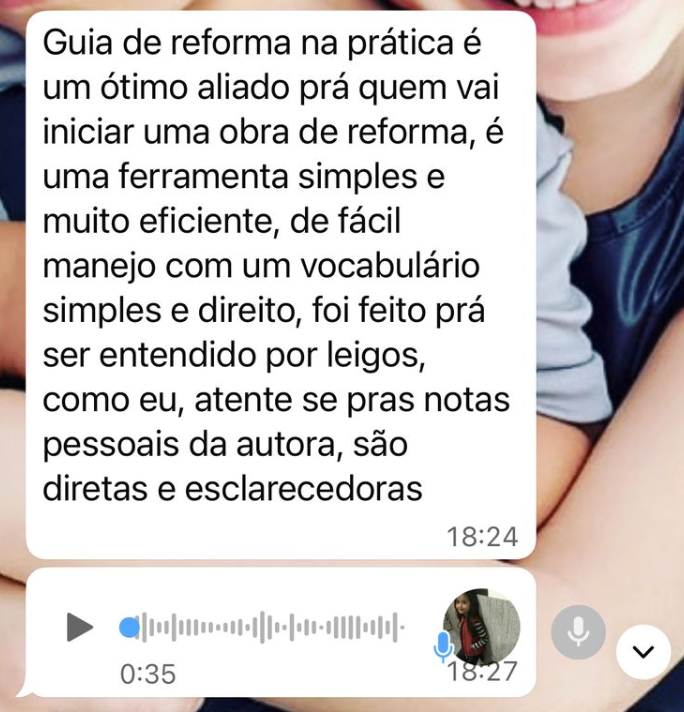 Guia de reforma na prática é
um ótimo aliado prá quem vai
iniciar uma obra de reforma, é
uma ferramenta simples e
muito eficiente, de fácil
manejo com um vocabulário
simples e direito, foi feito prá
ser entendido por leigos,
como eu, atente se pras notas
pessoais da autora, são
diretas e esclarecedoras
18:24
0:35
18:27